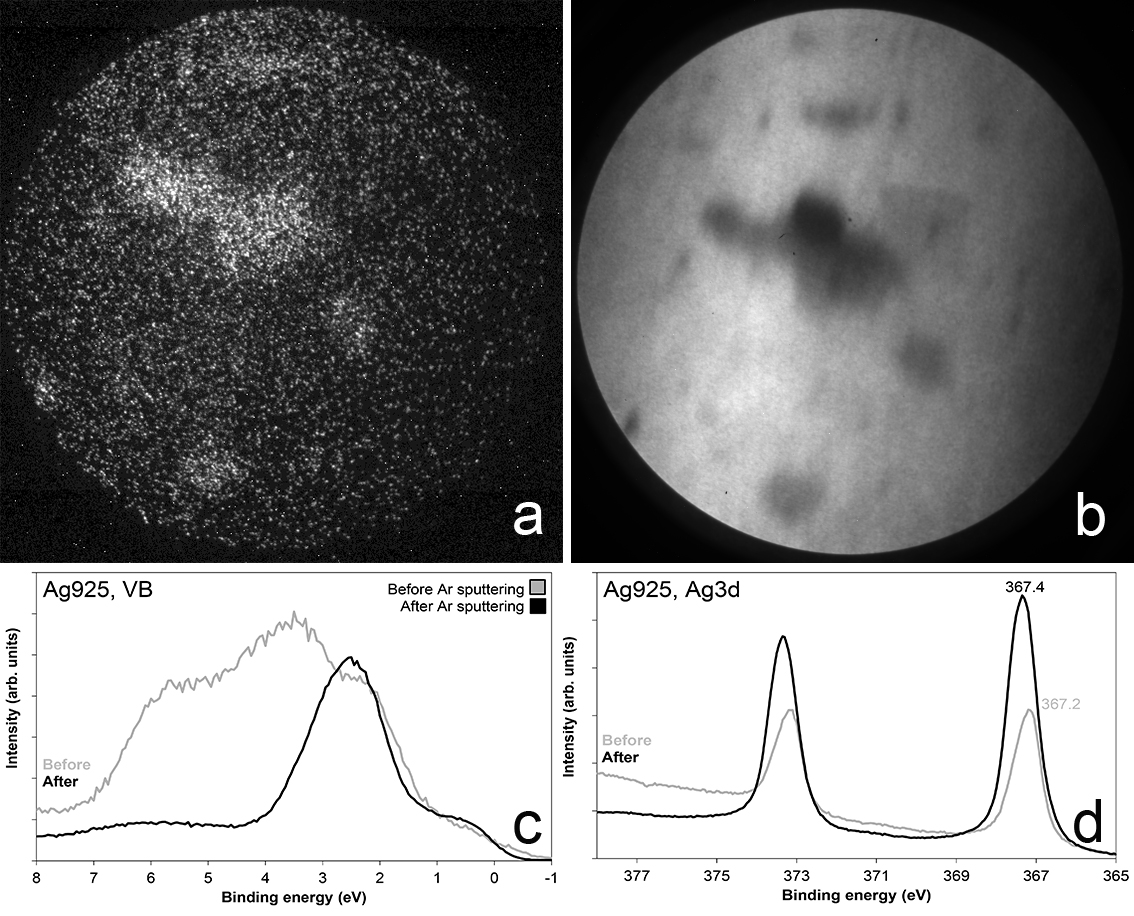 a
b
Ag925, VB
Before Ar sputtering
After Ar sputtering
Before
After
c
Intensity (arb. units)
8 7 6 5 4 3 2 1 0 -1
Binding energy (eV)
Ag925, Ag3d
367.4
367.2
Before
After
d
Intensity (arb. units)
377 375 373 371 369 367 365
Binding energy (eV)